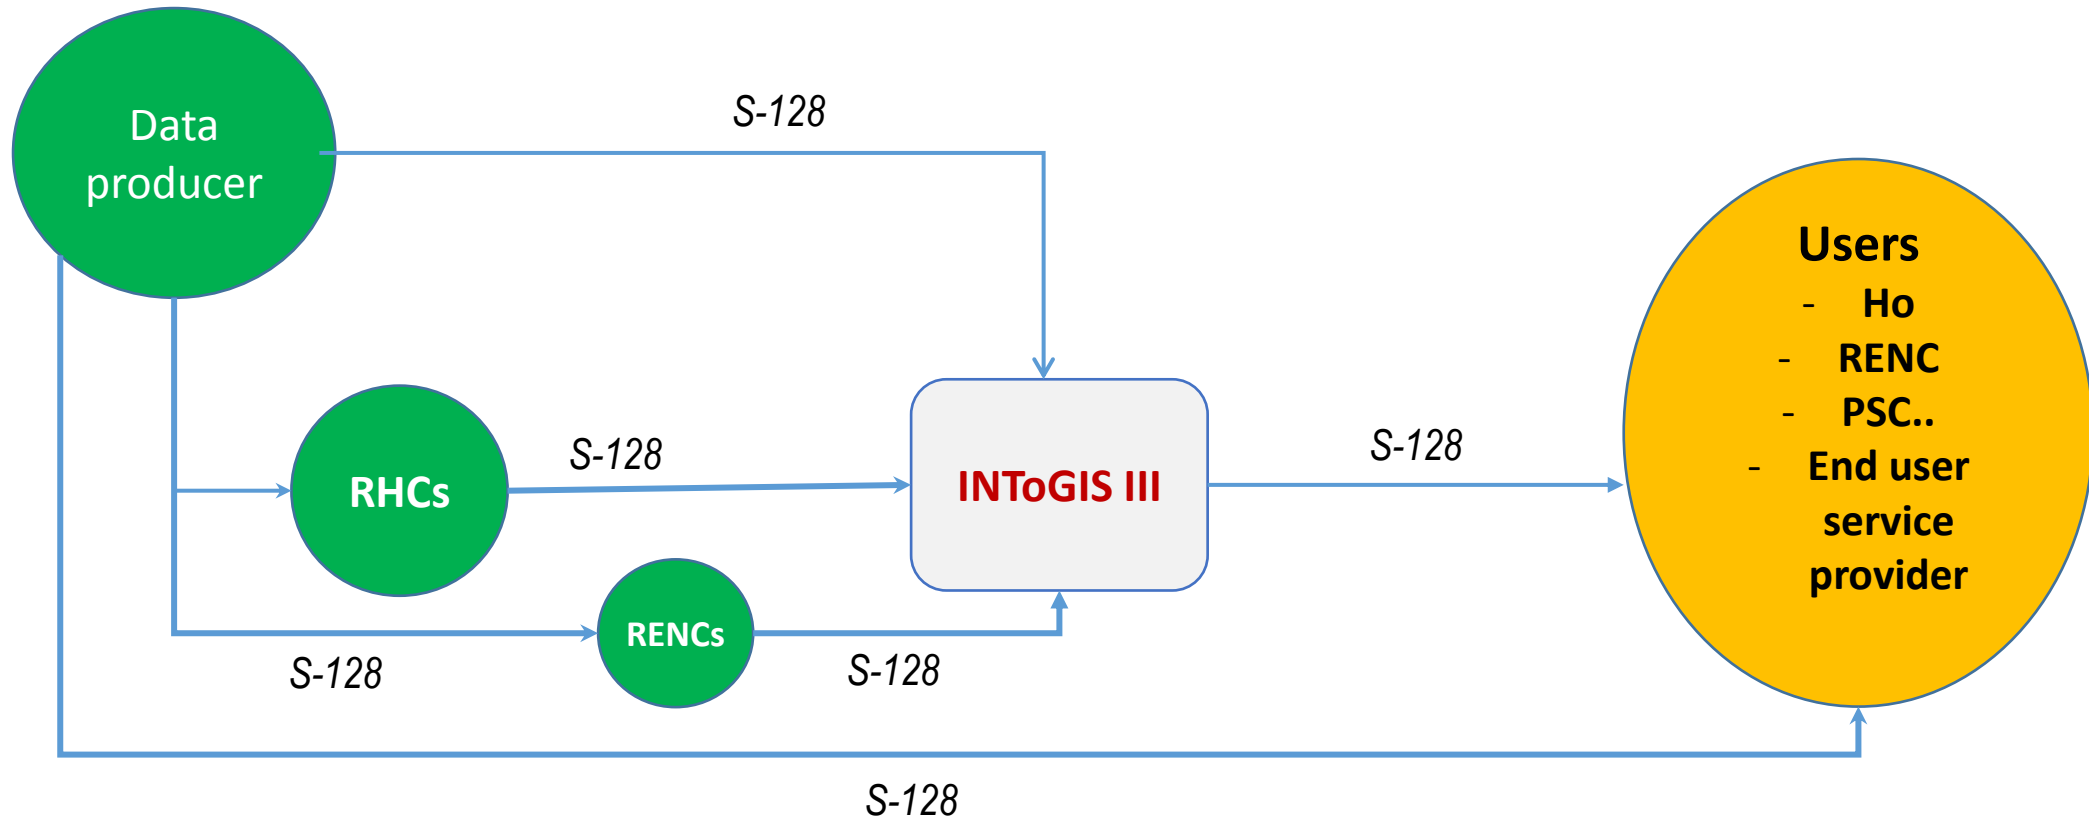 Data
producer
S-128
Users
- Ho
- RENC
- PSC..
- End user
service
provider
RHCs
S-128
INToGIS III
S-128
RENCs
S-128
S-128
S-128